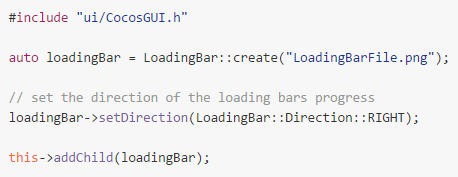 #include "ui/CocosGUI.h"
auto loadingBar = LoadingBar::create("LoadingBarFile.png");
// set the direction of the loading bars progress
loadingBar->setDirection(LoadingBar::Direction::RIGHT);
this->addChild(loadingBar);